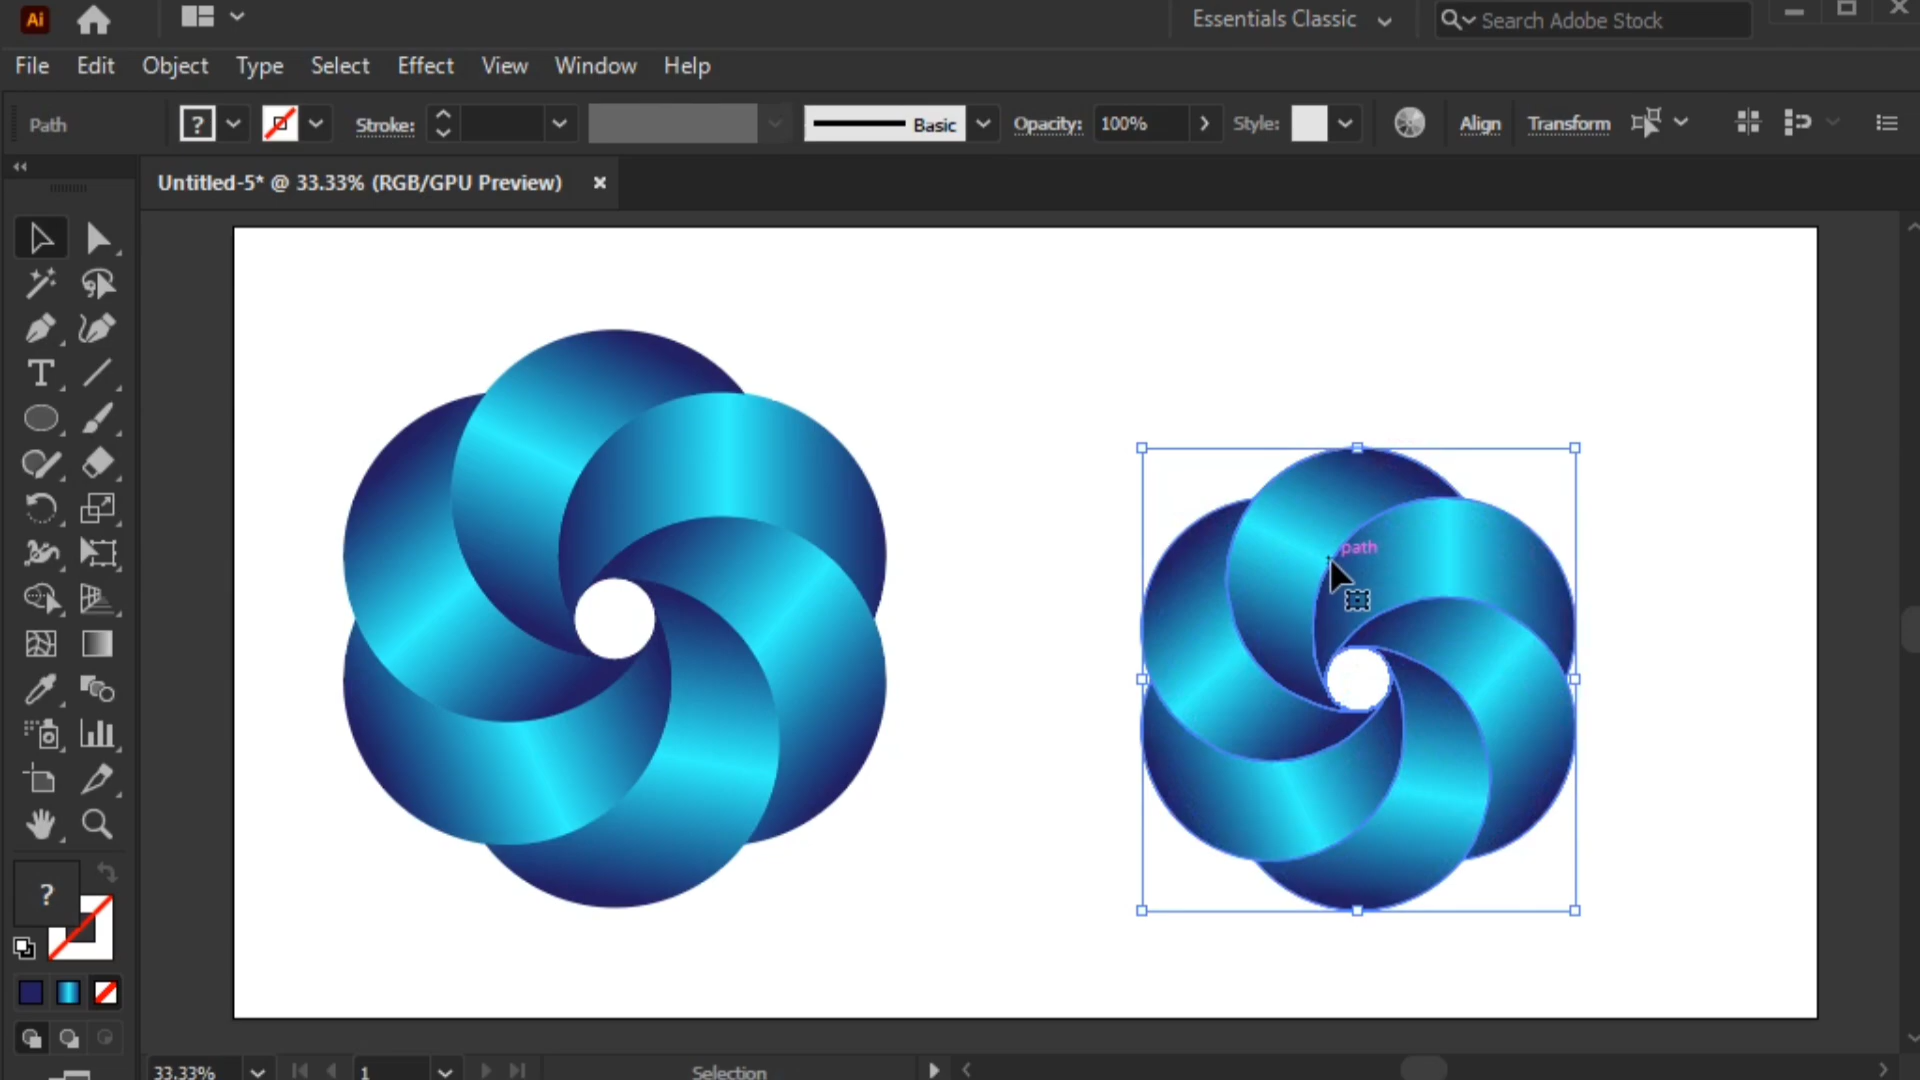 Ai
Essentials Classic
Search Adobe Stock
File Edit Object Type Select Effect View Window Help
Path
?
Stroke:
Basic
Opacity: 100%
Style:
Align
Transform
Untitled-5* @ 33.33% (RGB/GPU Preview) ×
path
?
33.33%
1
Selection